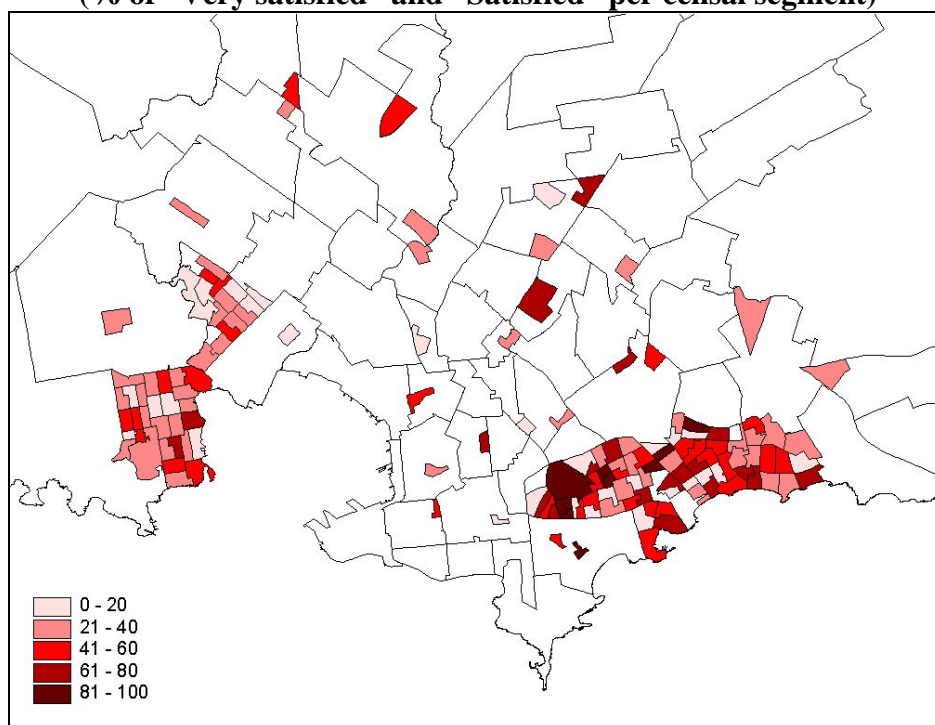 (% of "Very satisfied" and "Satisfied" per censal segment)
0 - 20
21 - 40
41 - 60
61 - 80
81 - 100